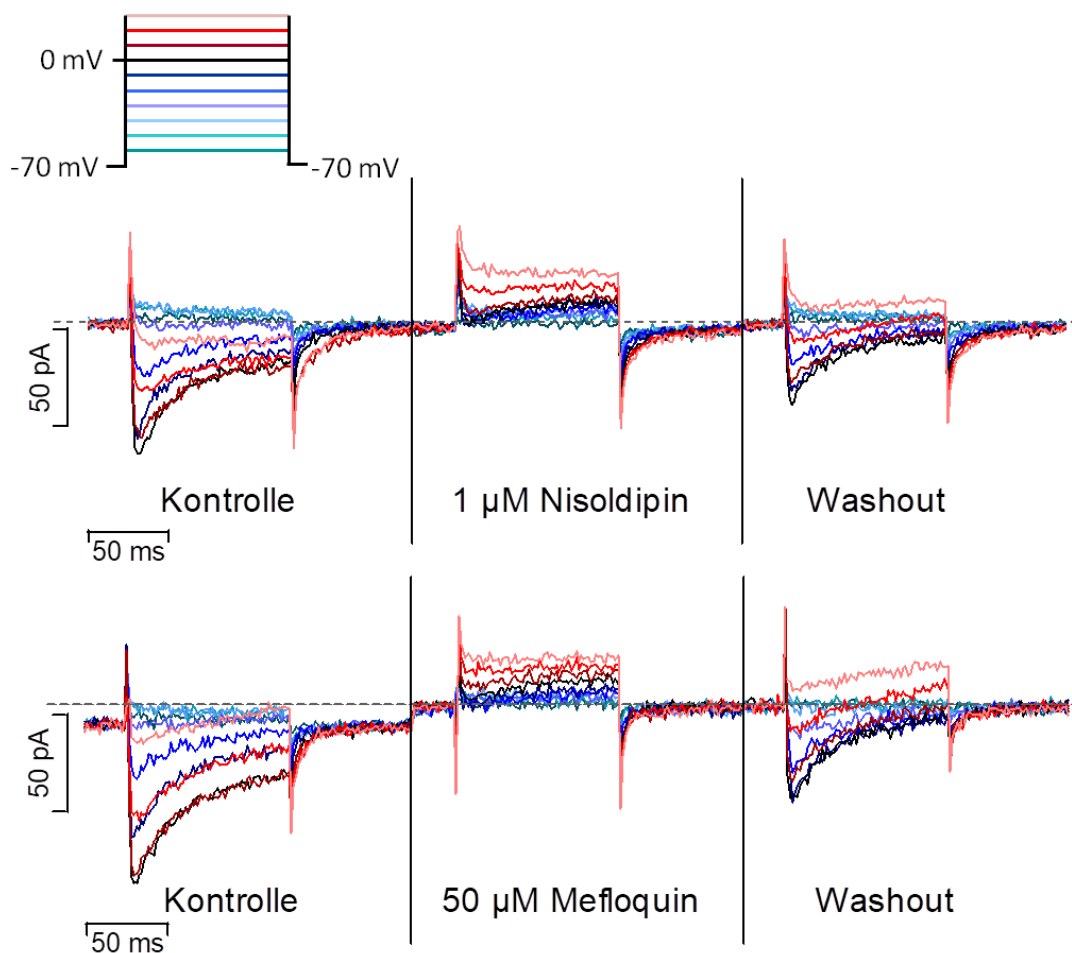 0 mV
-70 mV
-70 mV
50 pA
Kontrolle
1 µM Nisoldipin
Washout
50 ms
50 pA
Kontrolle
50 µM Mefloquin
Washout
50 ms